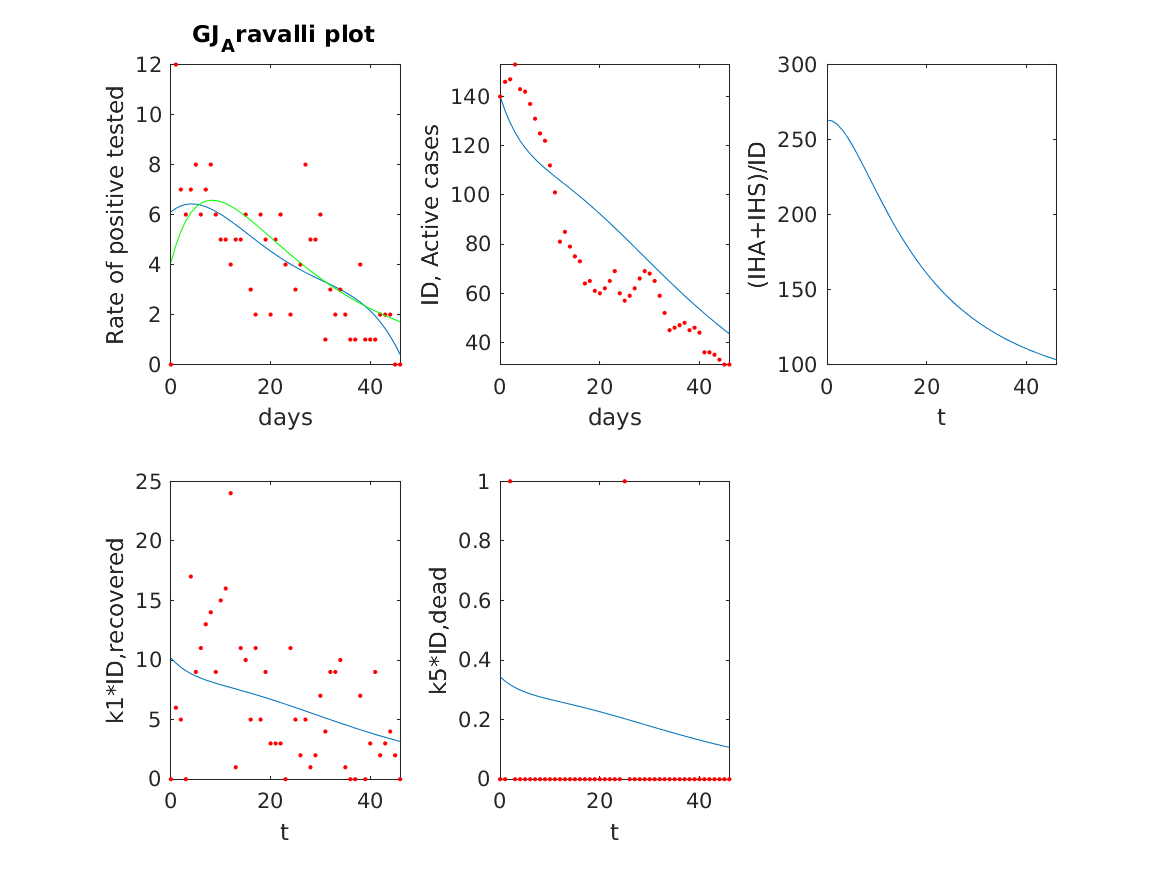 GJ_Aravalli plot
12
10
8
6
4
2
0
0 20 40
Rate of positive tested
days
140
120
100
80
60
40
0 20 40
ID, Active cases
days
300
250
200
150
100
0 20 40
(IHA+IHS)/ID
t
25
20
15
10
5
0
0 20 40
k1*ID,recovered
t
1
0.8
0.6
0.4
0.2
0
0 20 40
k5*ID,dead
t